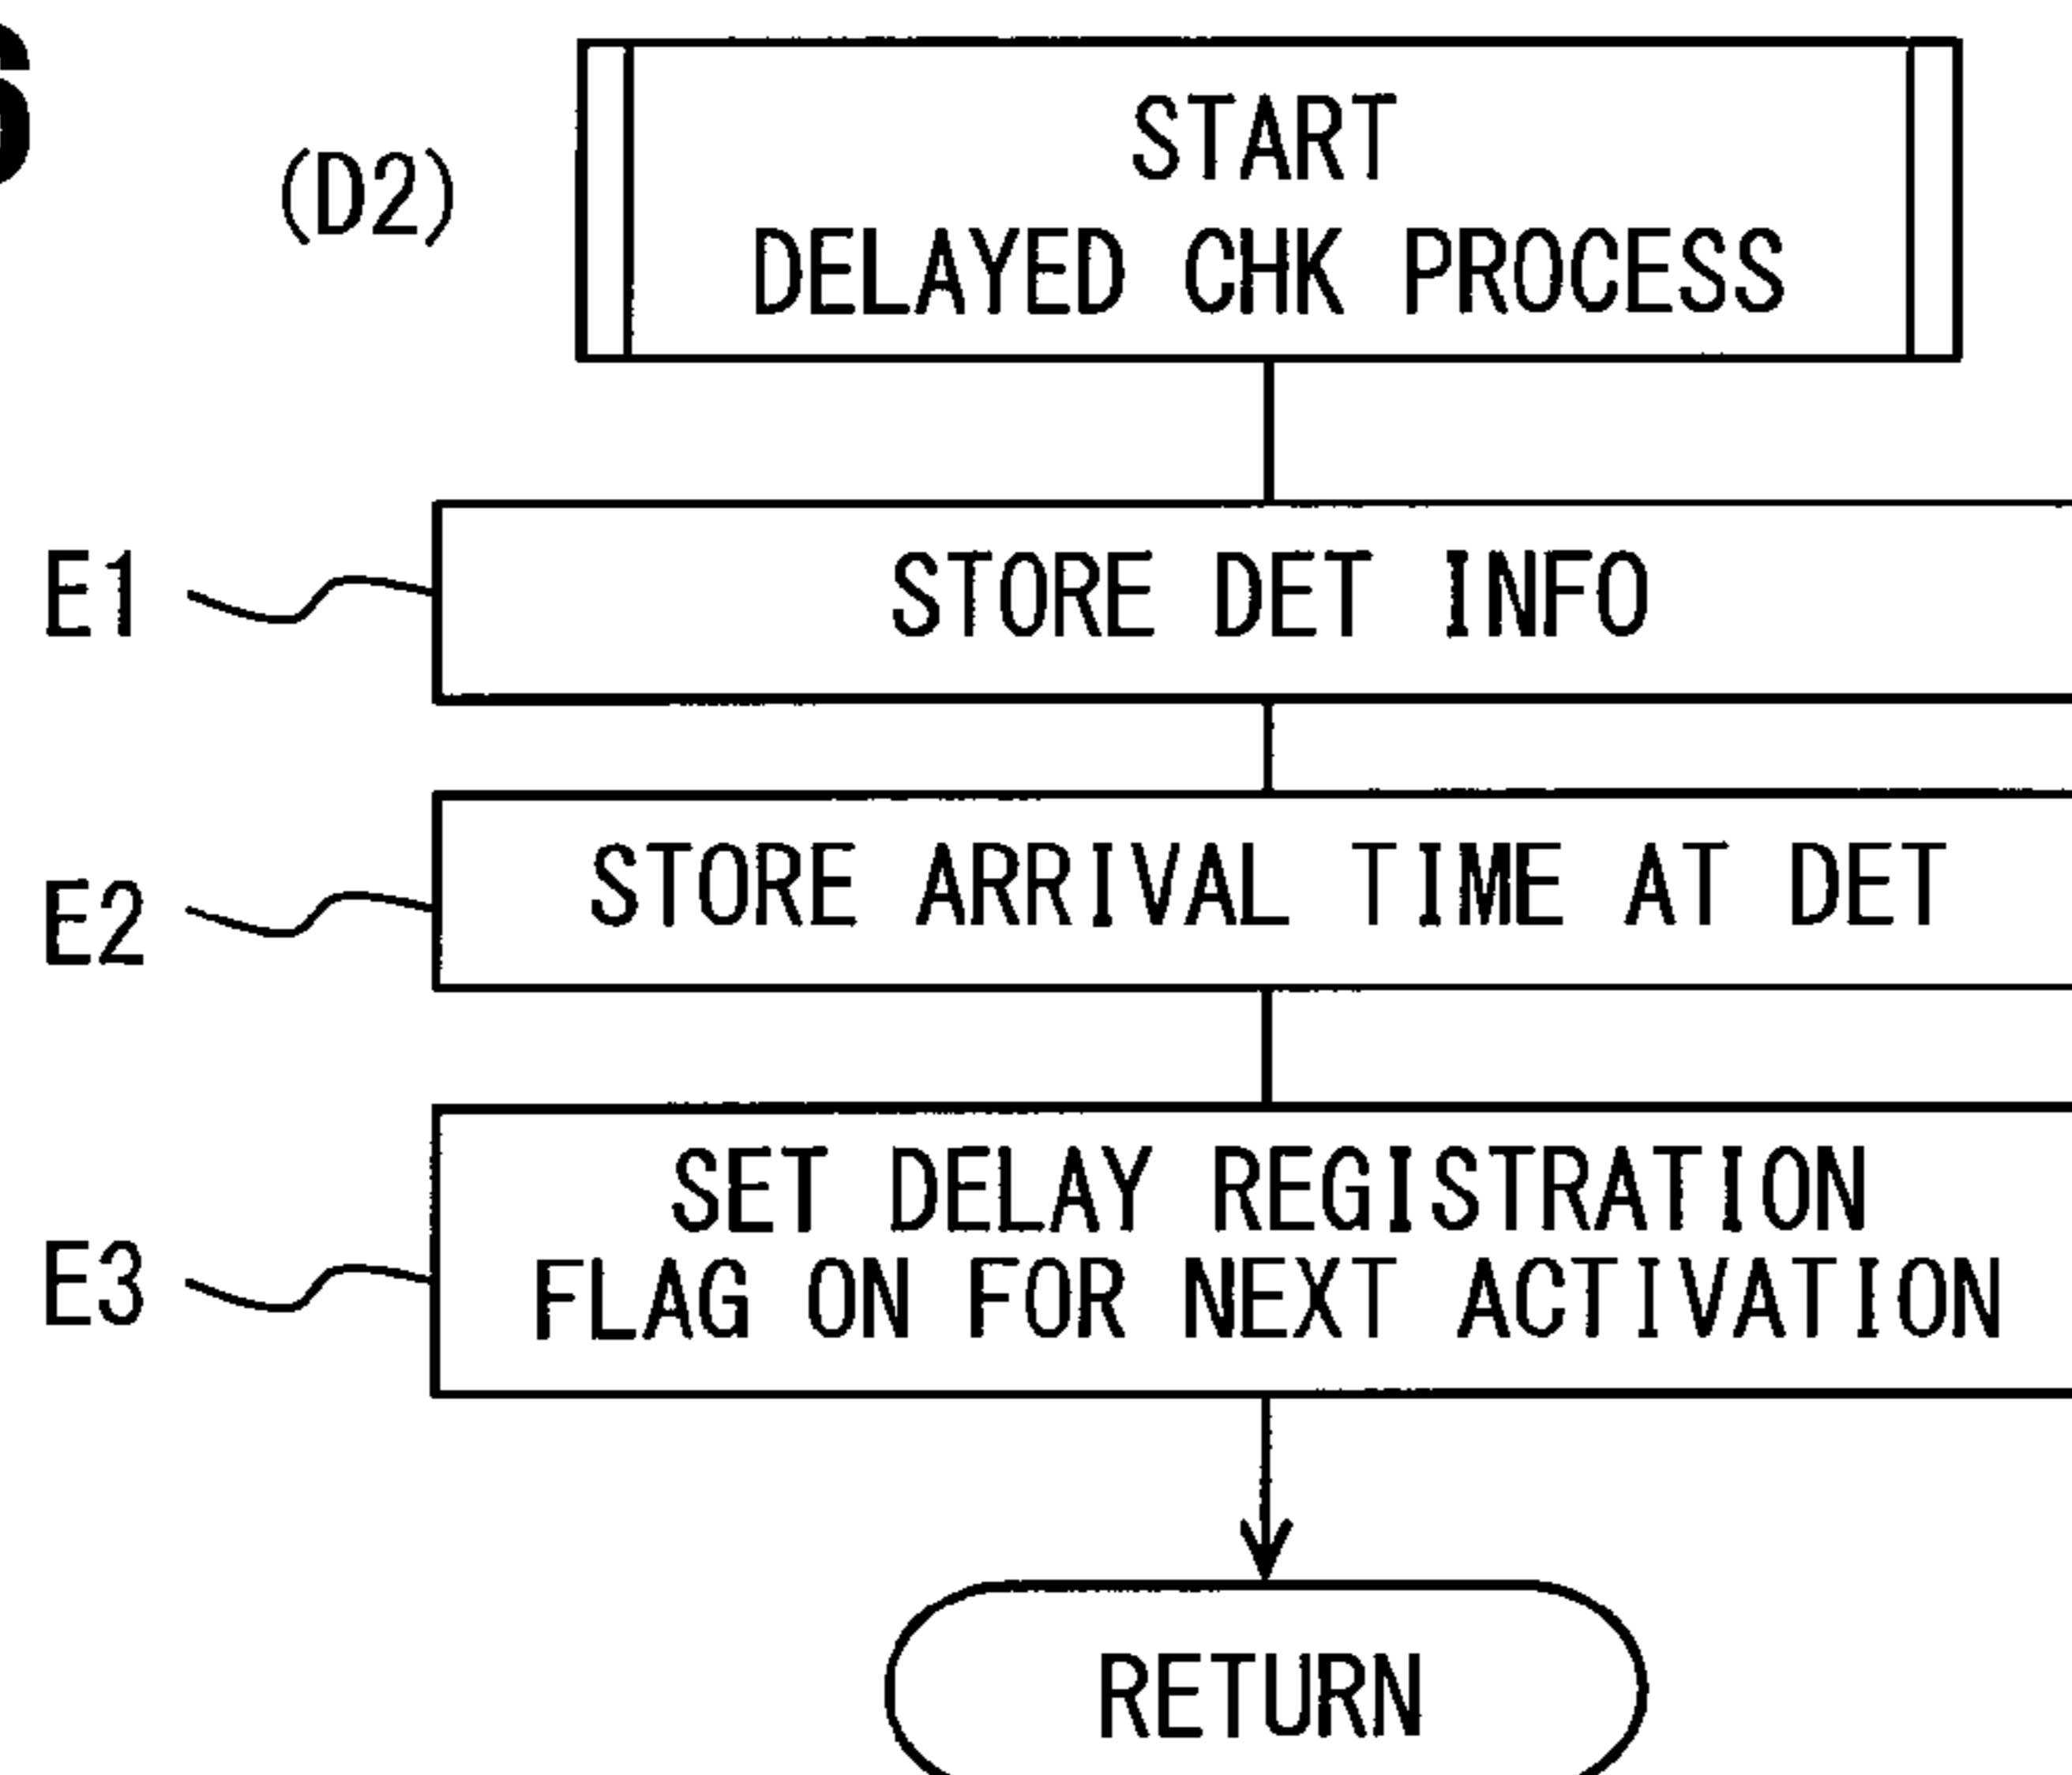 START
(D2)
DELAYED CHK PROCESS
E1
STORE DET INFO
E2
STORE ARRIVAL TIME AT DET
E3
SET DELAY REGISTRATION
FLAG ON FOR NEXT ACTIVATION
RETURN